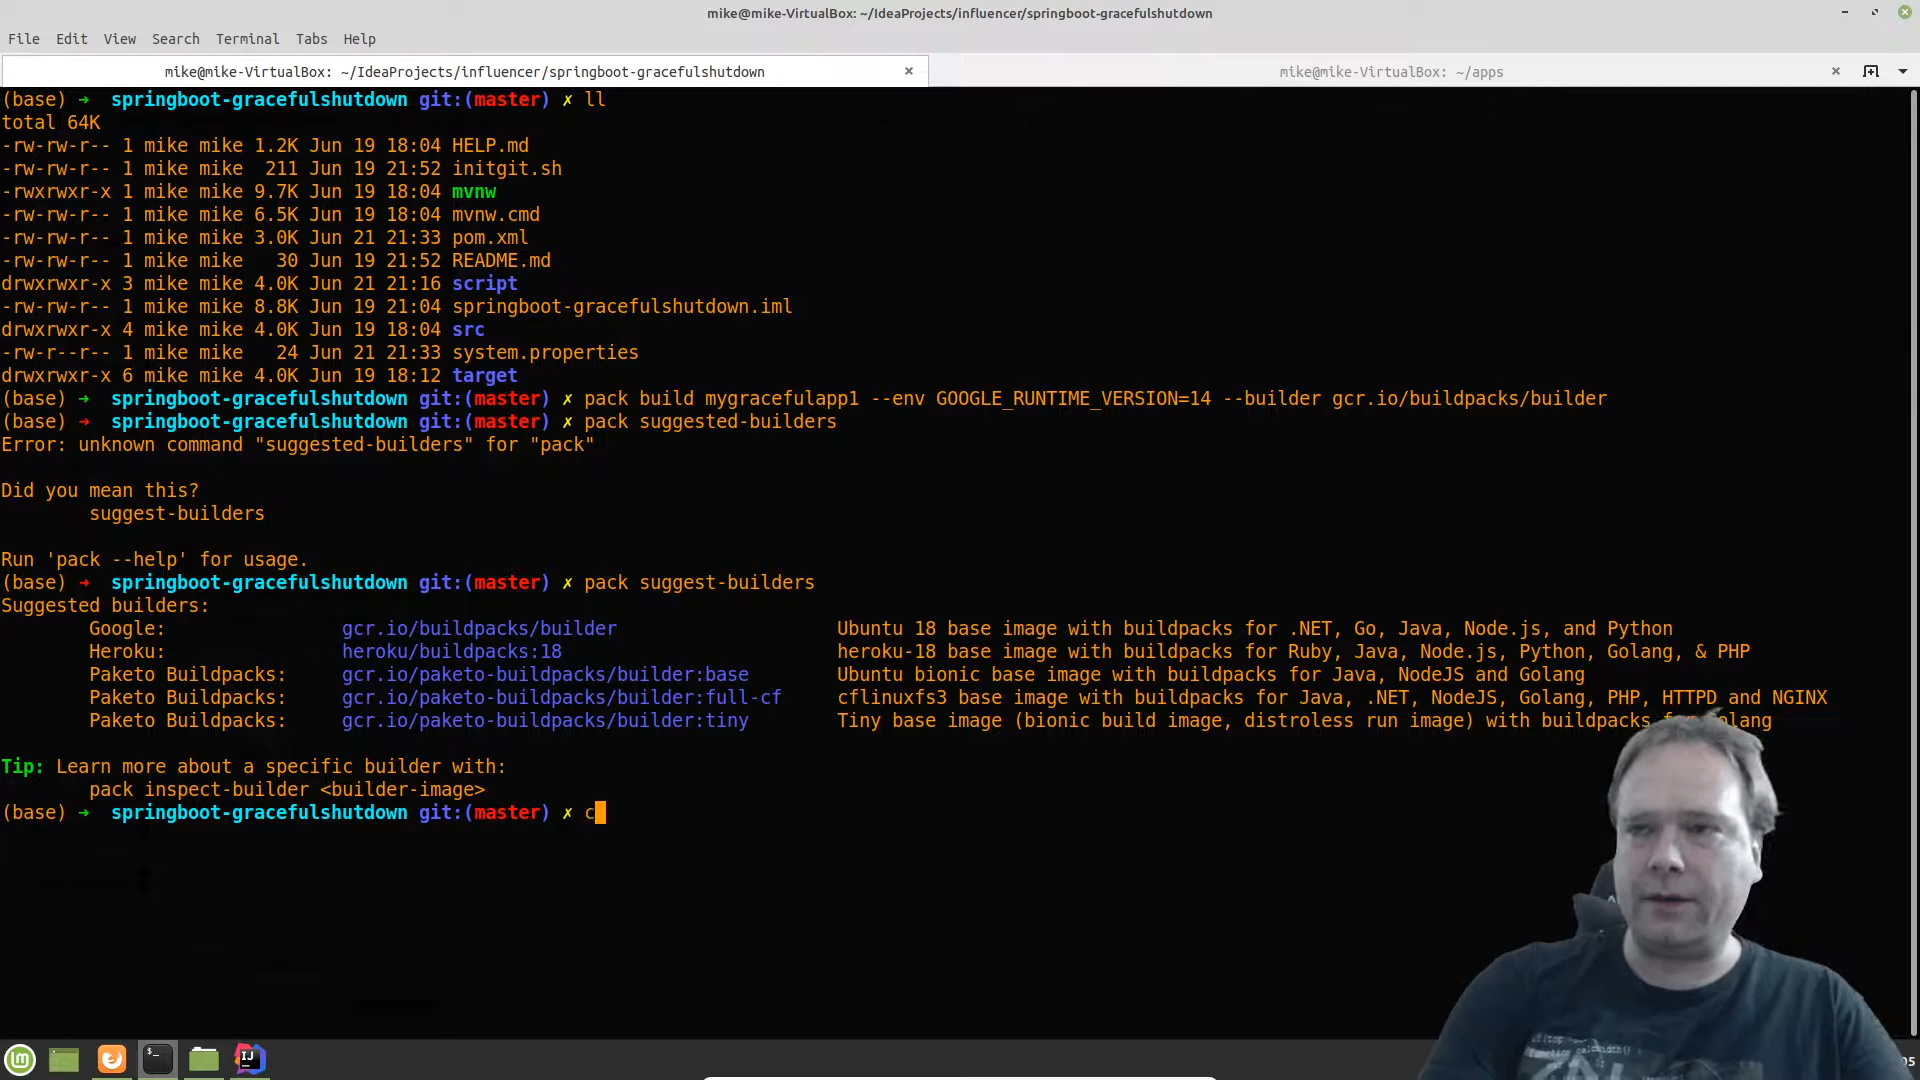 mike@mike-VirtualBox: ~/IdeaProjects/influencer/springboot-gracefulshutdown
File Edit View Search Terminal Tabs Help
mike@mike-VirtualBox: ~/IdeaProjects/influencer/springboot-gracefulshutdown × mike@mike-VirtualBox: ~/apps ×
(base) → springboot-gracefulshutdown git:(master) ✗ ll
total 64K
-rw-rw-r-- 1 mike mike 1.2K Jun 19 18:04 HELP.md
-rw-rw-r-- 1 mike mike  211 Jun 19 21:52 initgit.sh
-rwxrwxr-x 1 mike mike 9.7K Jun 19 18:04 mvnw
-rw-rw-r-- 1 mike mike 6.5K Jun 19 18:04 mvnw.cmd
-rw-rw-r-- 1 mike mike 3.0K Jun 21 21:33 pom.xml
-rw-rw-r-- 1 mike mike   30 Jun 19 21:52 README.md
drwxrwxr-x 3 mike mike 4.0K Jun 21 21:16 script
-rw-rw-r-- 1 mike mike 8.8K Jun 19 21:04 springboot-gracefulshutdown.iml
drwxrwxr-x 4 mike mike 4.0K Jun 19 18:04 src
-rw-r--r-- 1 mike mike   24 Jun 21 21:33 system.properties
drwxrwxr-x 6 mike mike 4.0K Jun 19 18:12 target
(base) → springboot-gracefulshutdown git:(master) ✗ pack build mygracefulapp1 --env GOOGLE_RUNTIME_VERSION=14 --builder gcr.io/buildpacks/builder
(base) → springboot-gracefulshutdown git:(master) ✗ pack suggested-builders
Error: unknown command "suggested-builders" for "pack"
Did you mean this?
suggest-builders
Run 'pack --help' for usage.
(base) → springboot-gracefulshutdown git:(master) ✗ pack suggest-builders
Suggested builders:
Google: gcr.io/buildpacks/builder Ubuntu 18 base image with buildpacks for .NET, Go, Java, Node.js, and Python
Heroku: heroku/buildpacks:18 heroku-18 base image with buildpacks for Ruby, Java, Node.js, Python, Golang, & PHP
Paketo Buildpacks: gcr.io/paketo-buildpacks/builder:base Ubuntu bionic base image with buildpacks for Java, NodeJS and Golang
Paketo Buildpacks: gcr.io/paketo-buildpacks/builder:full-cf cflinuxfs3 base image with buildpacks for Java, .NET, NodeJS, Golang, PHP, HTTPD and NGINX
Paketo Buildpacks: gcr.io/paketo-buildpacks/builder:tiny Tiny base image (bionic build image, distroless run image) with buildpacks for Golang
Tip: Learn more about a specific builder with:
pack inspect-builder <builder-image>
(base) → springboot-gracefulshutdown git:(master) ✗ c